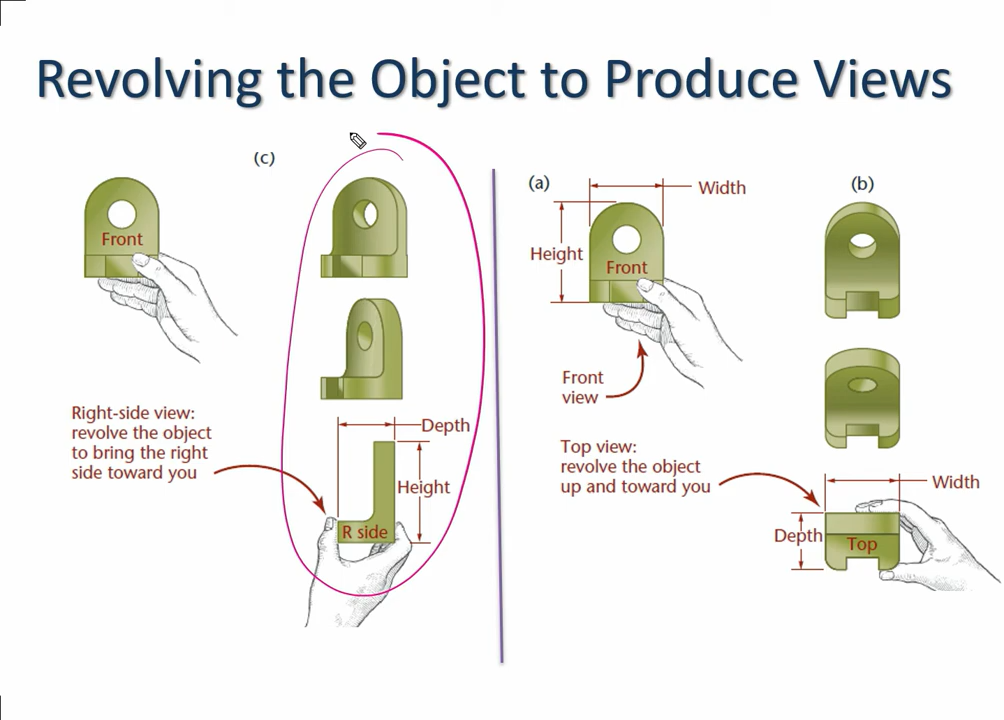 Revolving the Object to Produce Views
(c)
Front
Depth
Height
Right-side view:
revolve the object
to bring the right
side toward you
R side
(a)
Width
Height
Front
Front
view
(b)
Top view:
revolve the object
up and toward you
Width
Depth
Top